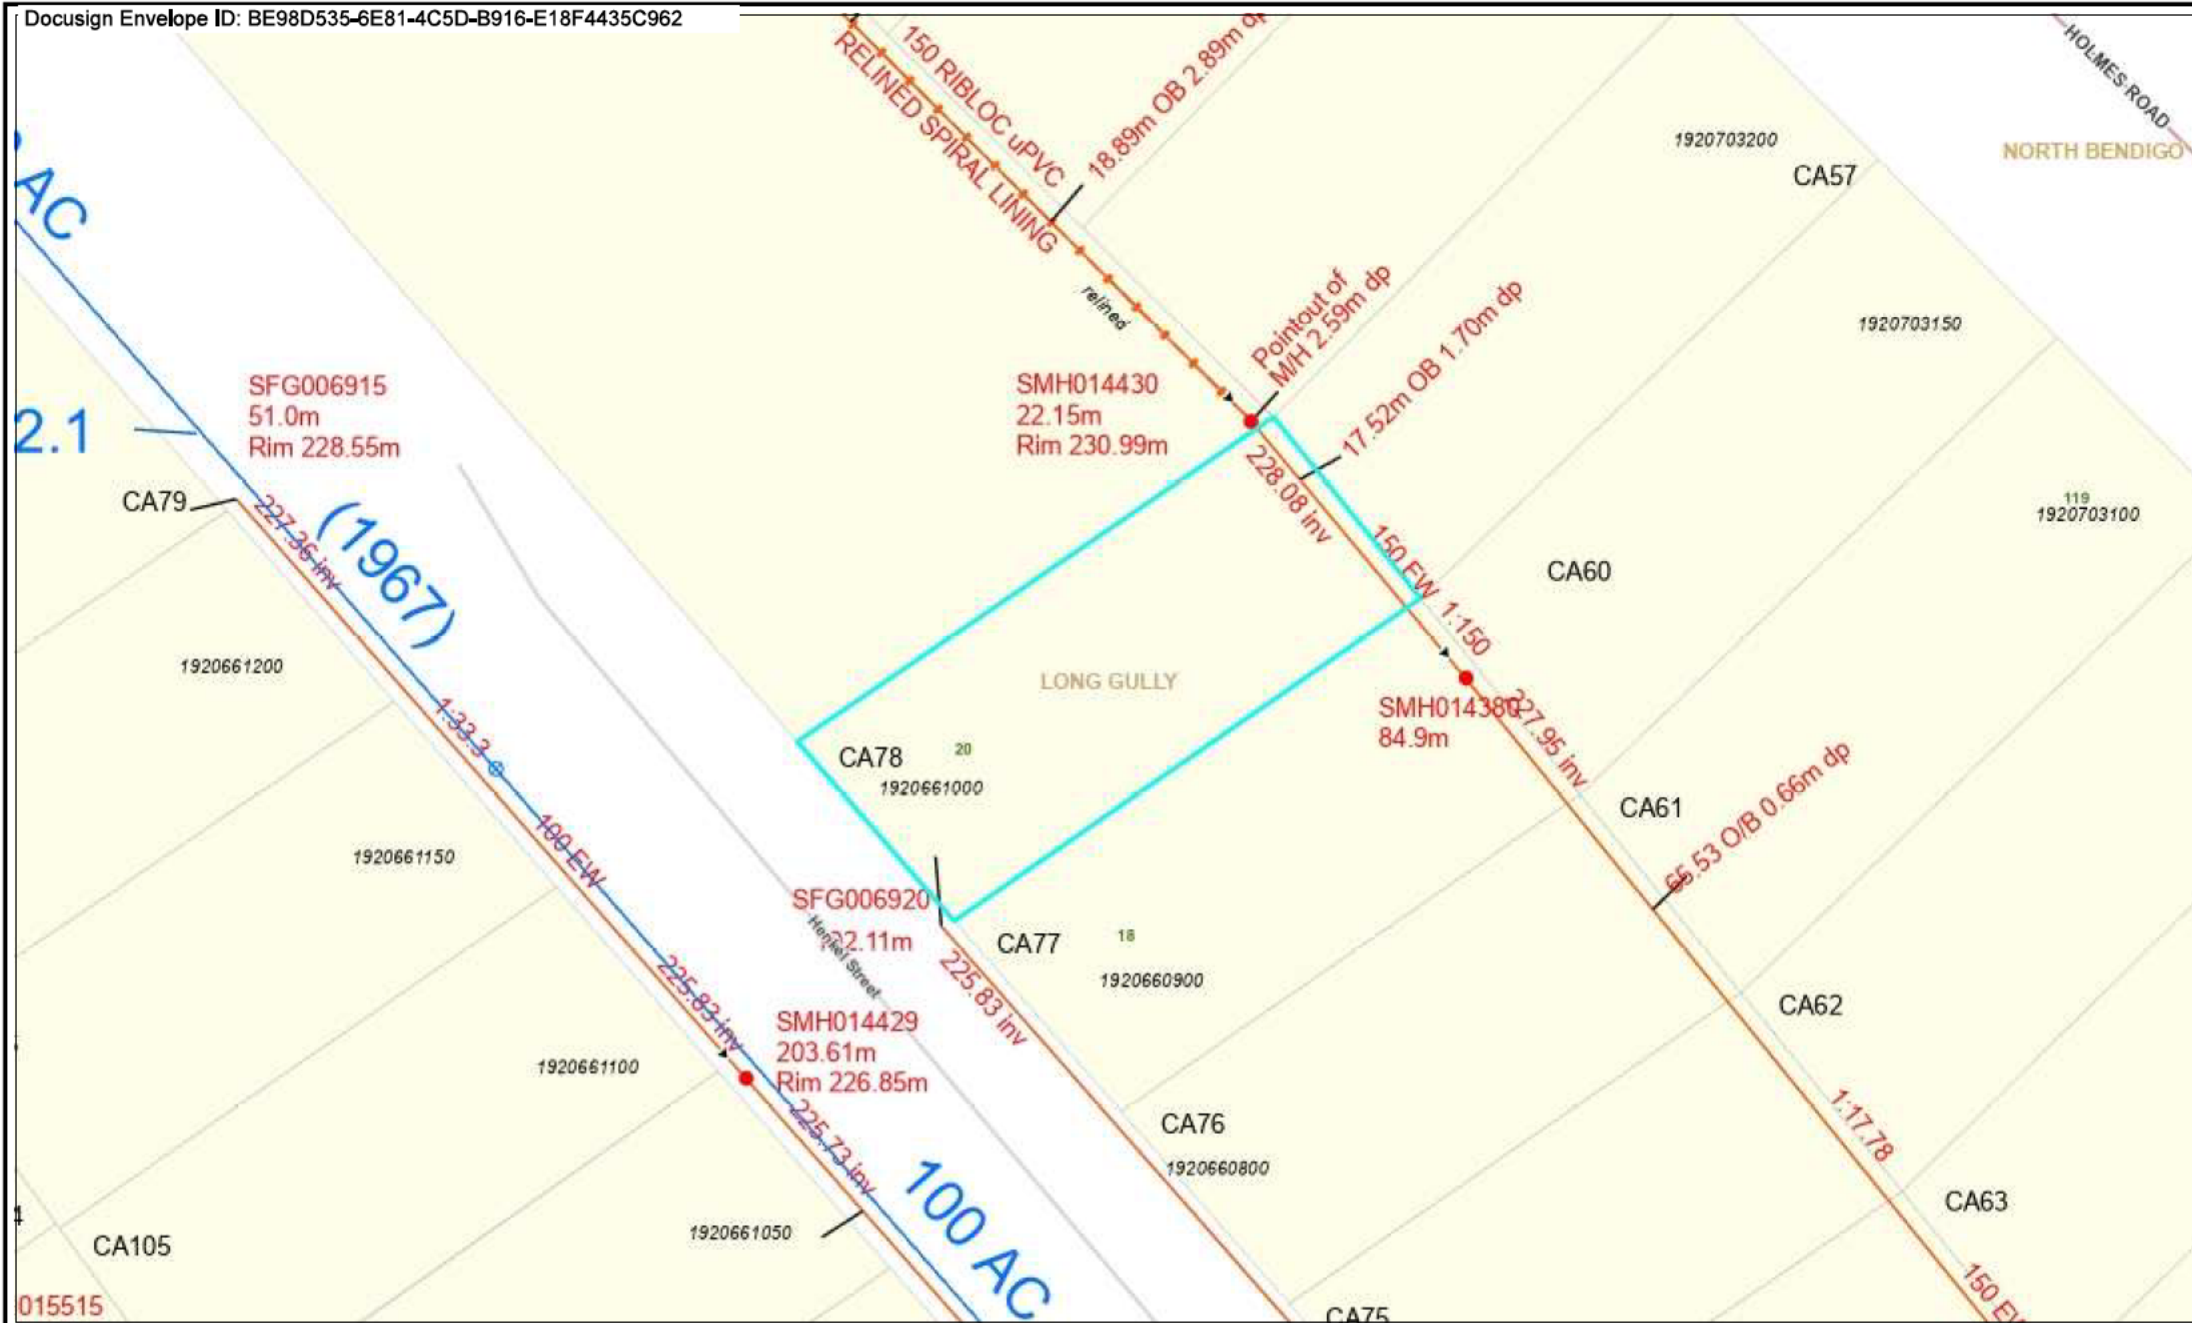 Docusign Envelope ID: BE98D535-6E81-4C5D-B916-E18F4435C962
HOLMES ROAD
NORTH BENDIGO
150 RIBLOC uPVC
RELINED SPIRAL LINING
18.89m OB 2.89m dp
1920703200
CA57
AC
relined
Pointout of
M/H 2.59m dp
17.52m OB 1.70m dp
1920703150
SFG006915
51.0m
Rim 228.55m
SMH014430
22.15m
Rim 230.99m
2.1
CA79
227.36 inv
(1967)
228.08 inv
150 EW
1:150
119
1920703100
CA60
1920661200
LONG GULLY
SMH014380
84.9m
227.95 inv
1:33.3
CA78
20
1920661000
CA61
65.53 O/B 0.66m dp
100 EW
1920661150
SFG006920
2.11m
Henkel Street
CA77
18
1920660900
225.83 inv
225.83 inv
CA62
SMH014429
203.61m
Rim 226.85m
1920661100
225.73 inv
CA76
1920660800
1:17.78
CA63
100 AC
1920661050
CA105
150 EW
015515
CA75